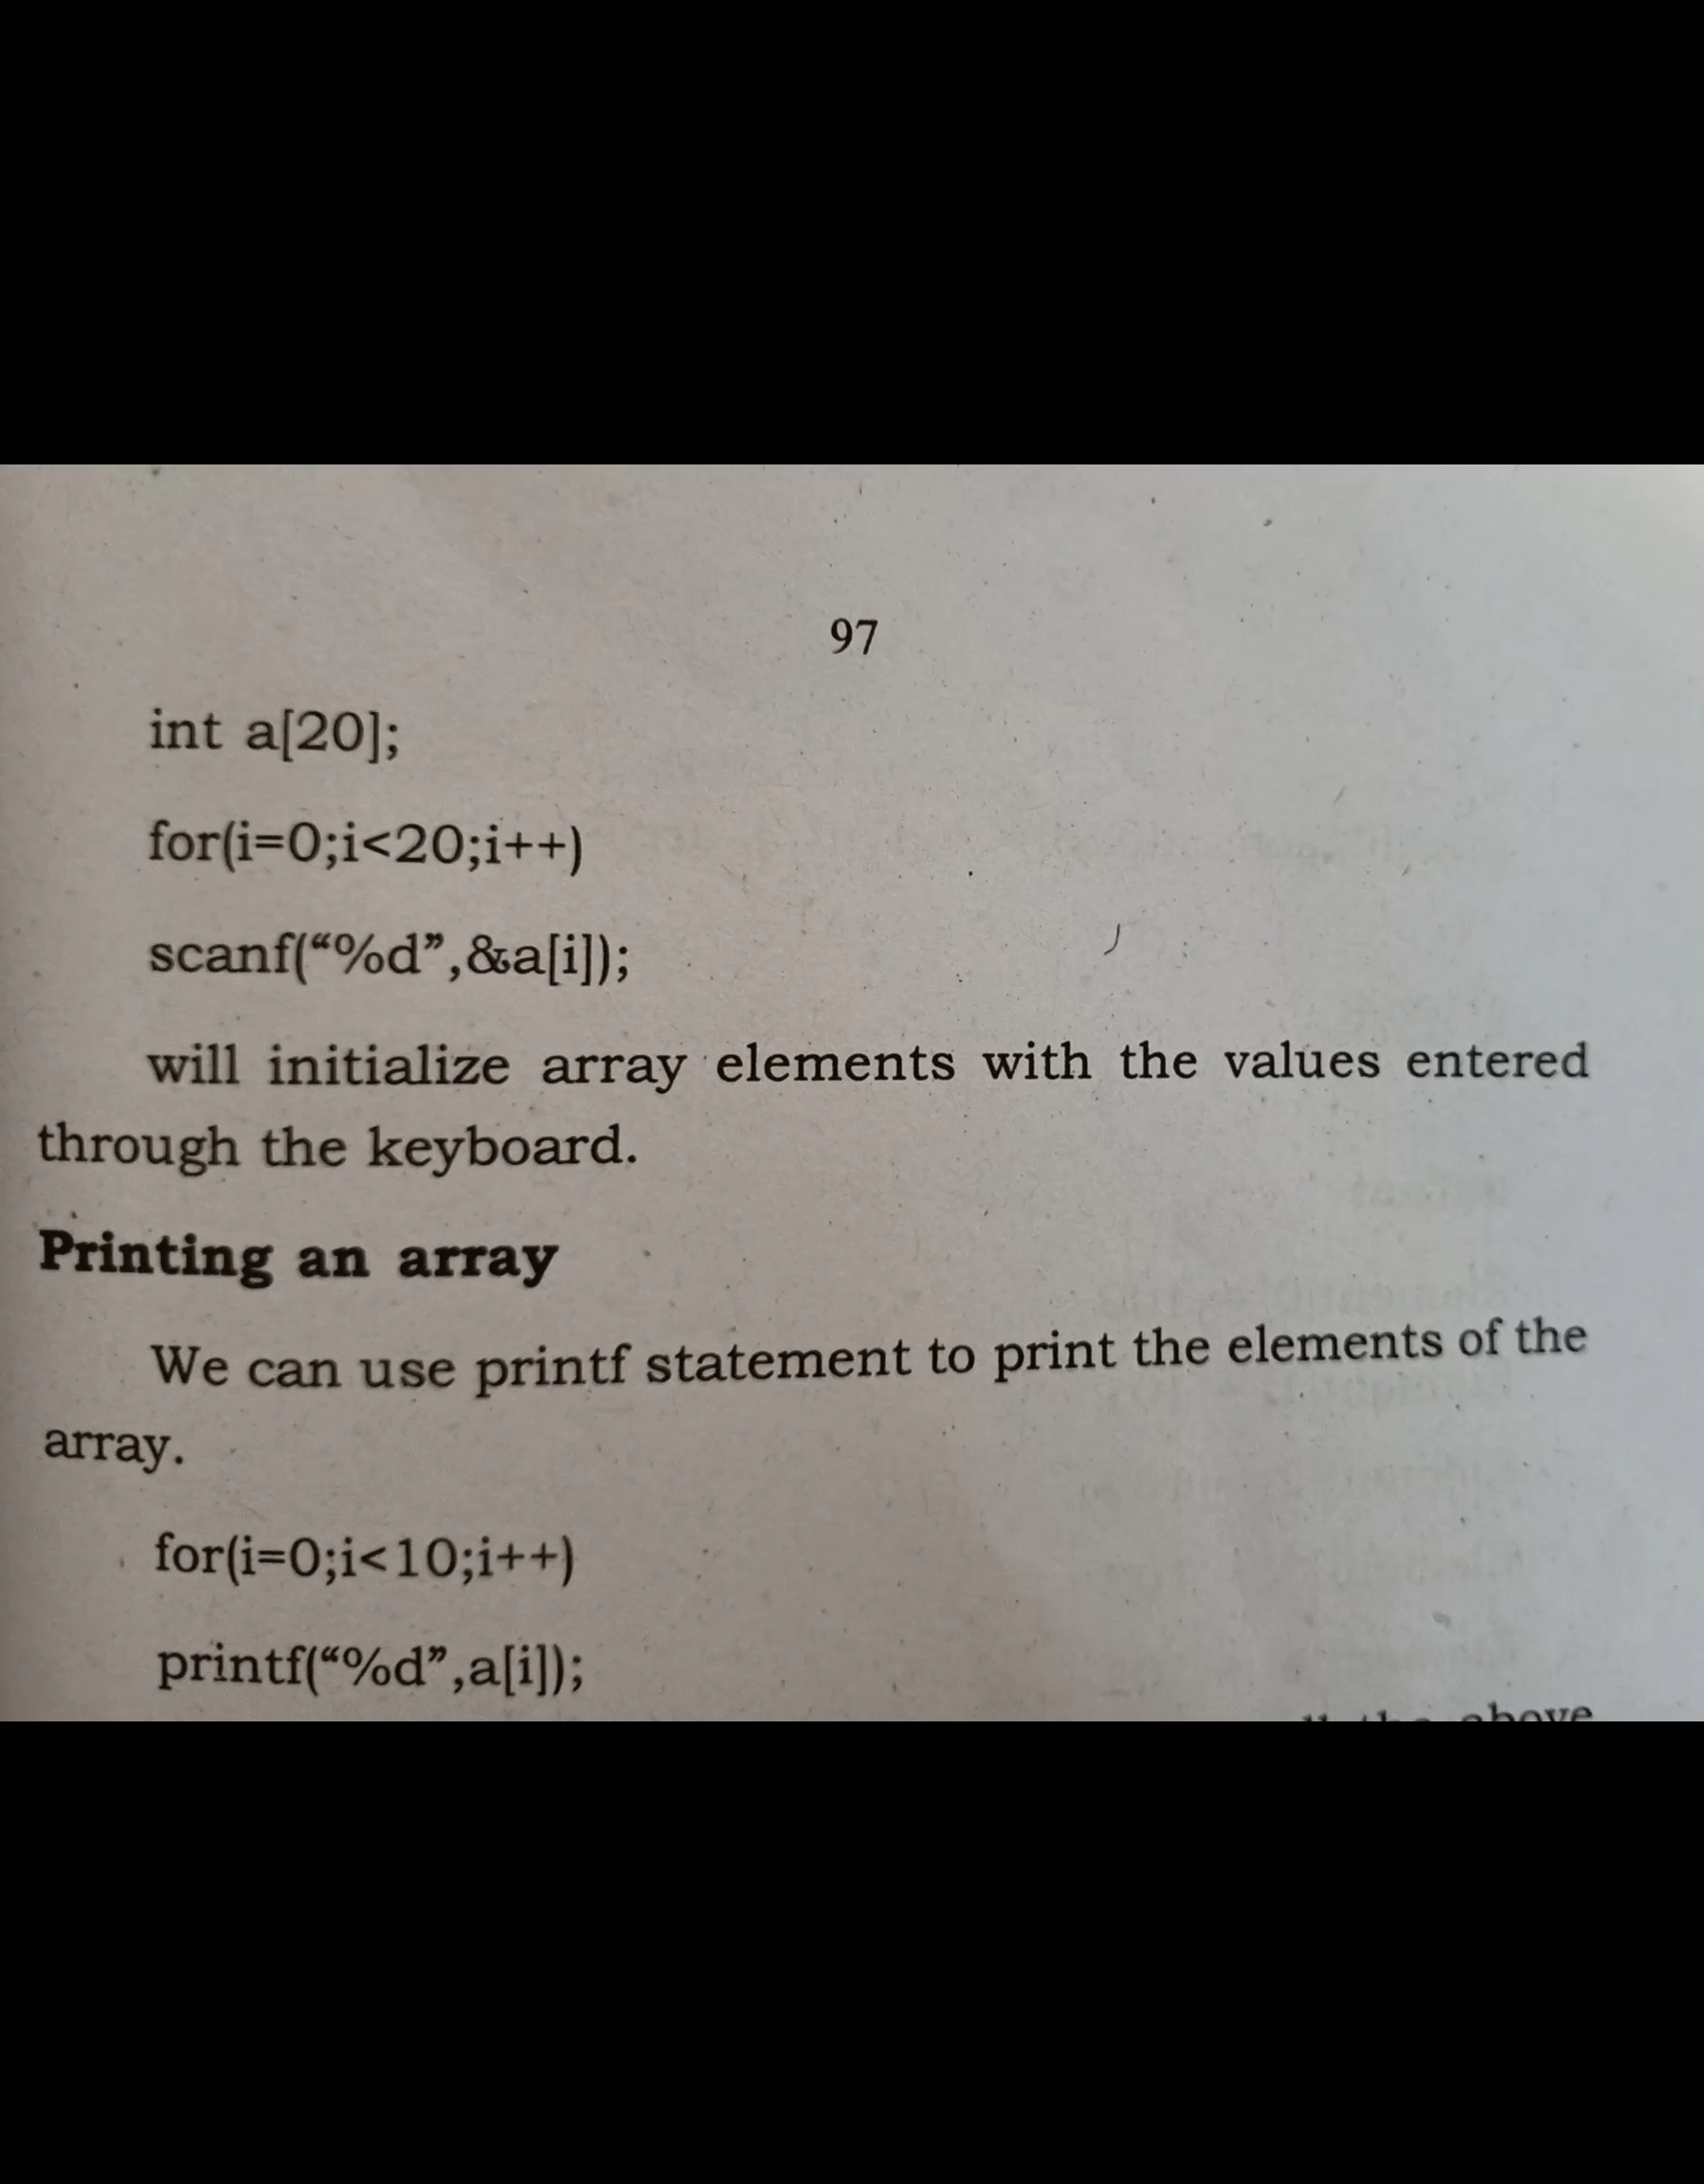 97
int a[20];
for(i=0;i<20;i++)
scanf(“%d”,&a[i]);
will initialize array elements with the values entered
through the keyboard.
Printing an array
We can use printf statement to print the elements of the
array.
for(i=0;i<10;i++)
printf(“%d”,a[i]);
above